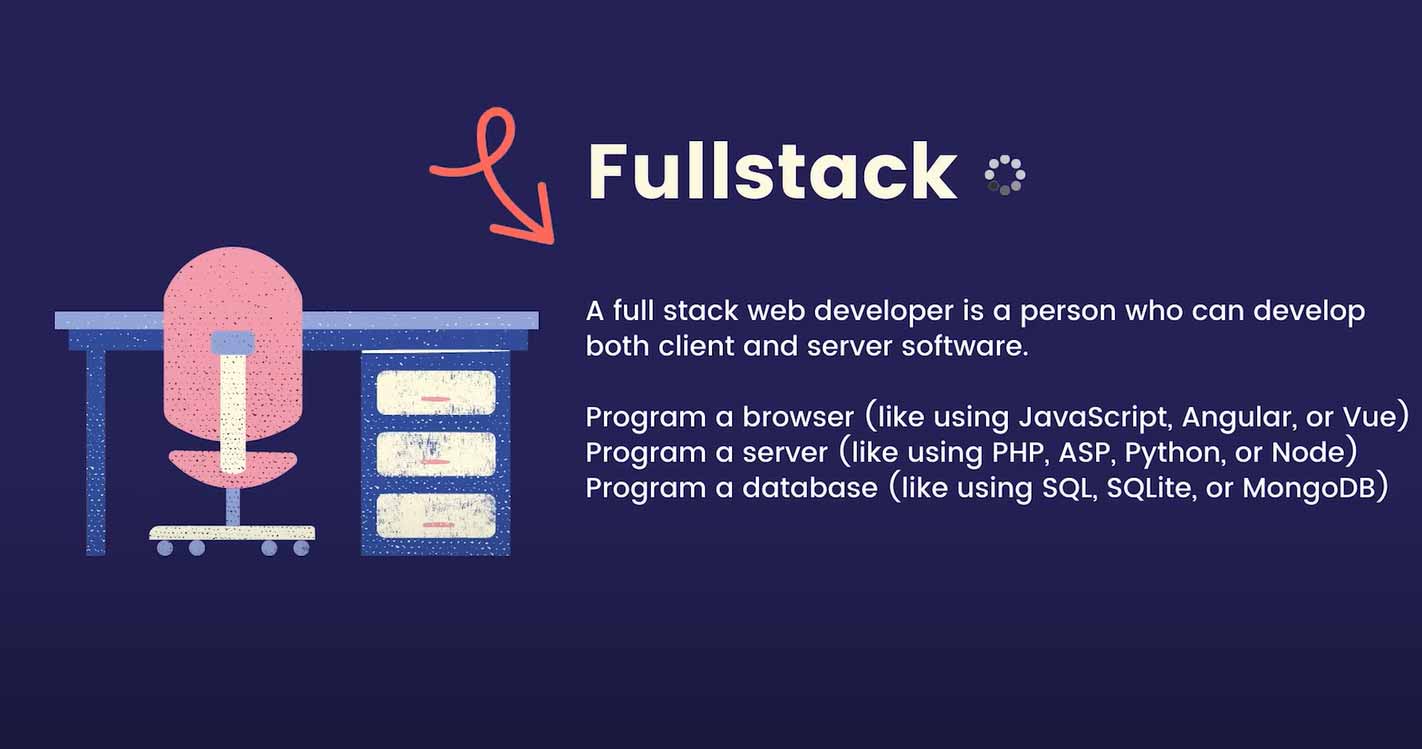 Fullstack
A full stack web developer is a person who can develop
both client and server software.
Program a browser (like using JavaScript, Angular, or Vue)
Program a server (like using PHP, ASP, Python, or Node)
Program a database (like using SQL, SQLite, or MongoDB)